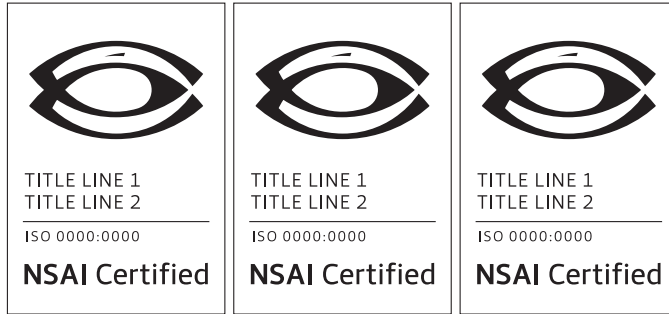 TITLE LINE 1
TITLE LINE 2
ISO 0000:0000
NSAI Certified
TITLE LINE 1
TITLE LINE 2
ISO 0000:0000
NSAI Certified
TITLE LINE 1
TITLE LINE 2
ISO 0000:0000
NSAI Certified